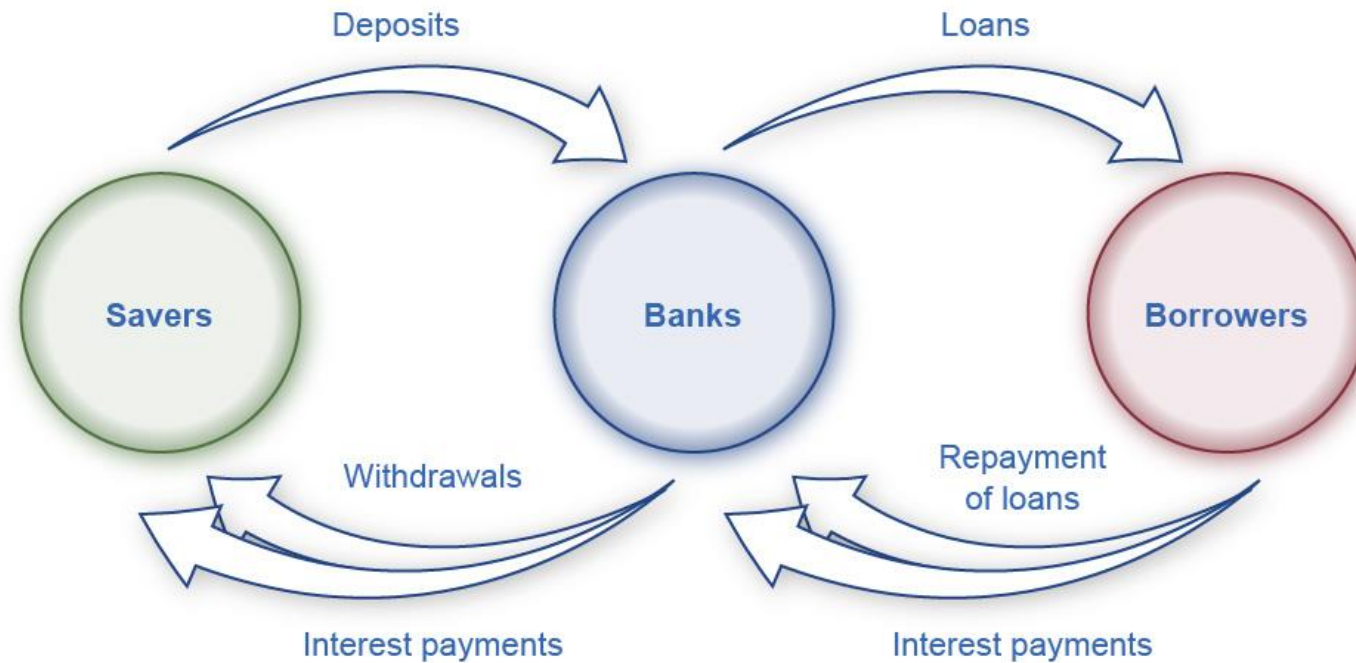 Deposits
Loans
Savers
Banks
Borrowers
Withdrawals
Repayment
of loans
Interest payments
Interest payments